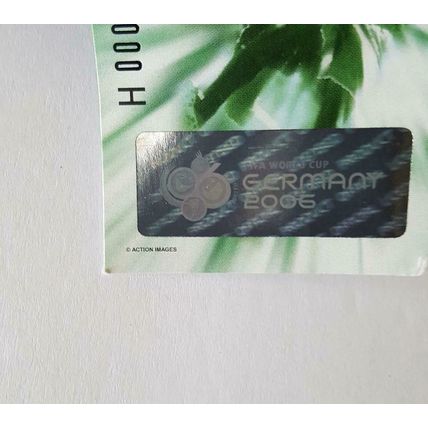 H 000
FIFA WORLD CUP
GERMANY
2006
© ACTION IMAGES